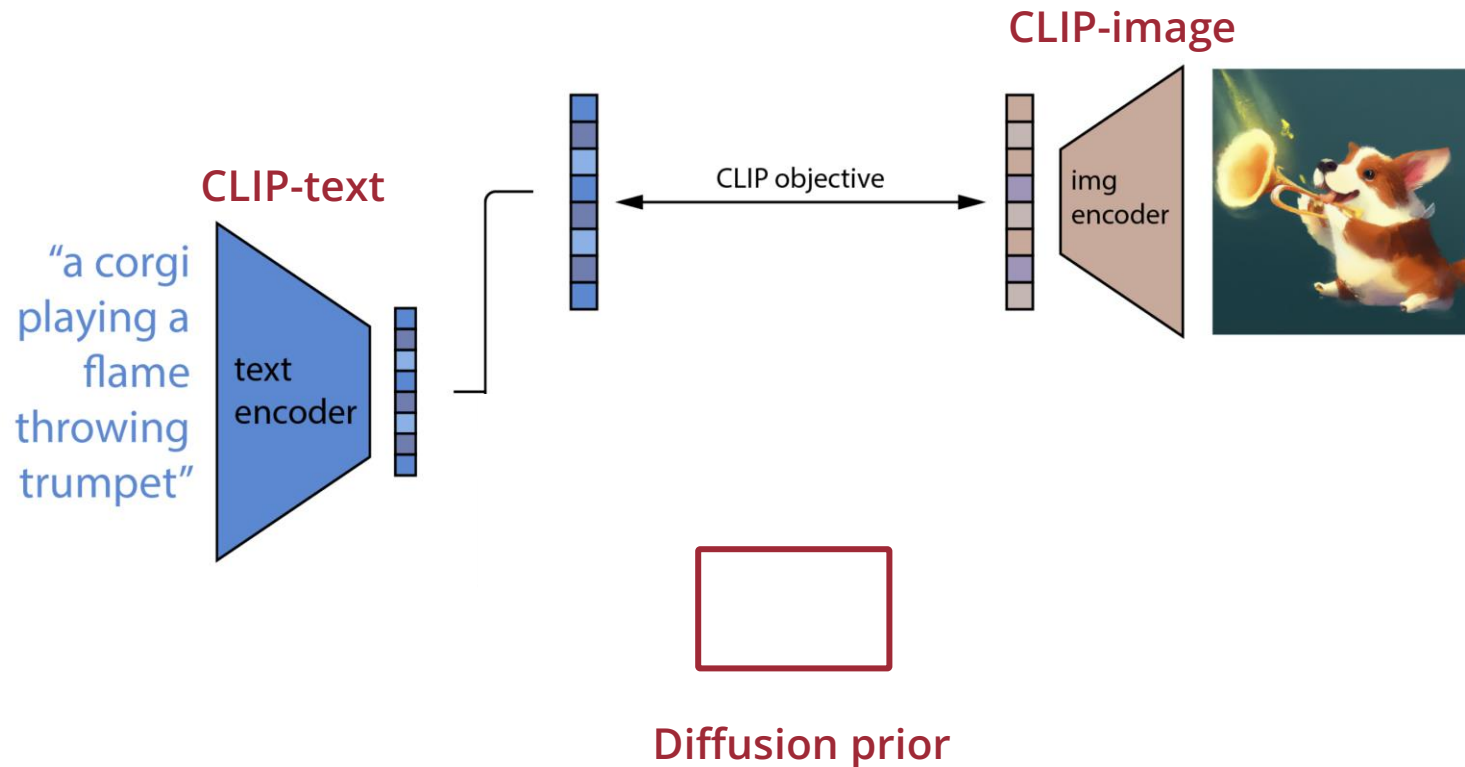 CLIP-image
CLIP-text
CLIP objective
img
encoder
“a corgi
playing a
flame
throwing
trumpet”
text
encoder
Diffusion prior